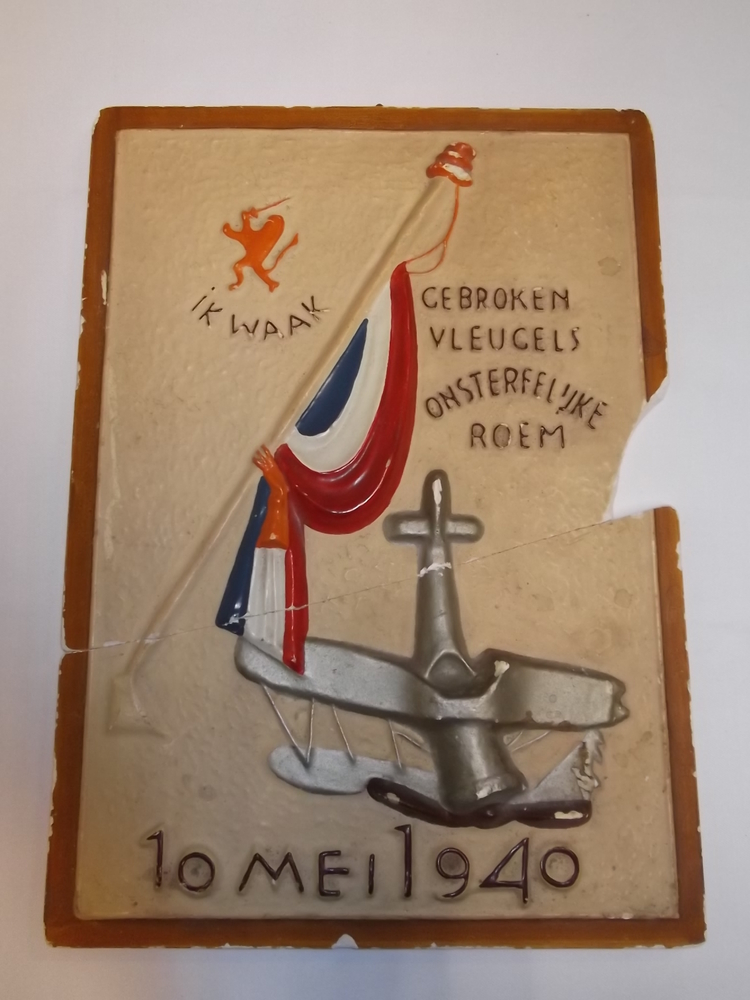 iK WAAK
GEBROKEN
VLEUGELS
ONSTERFELIJKE
ROEM
10 MEI 1940